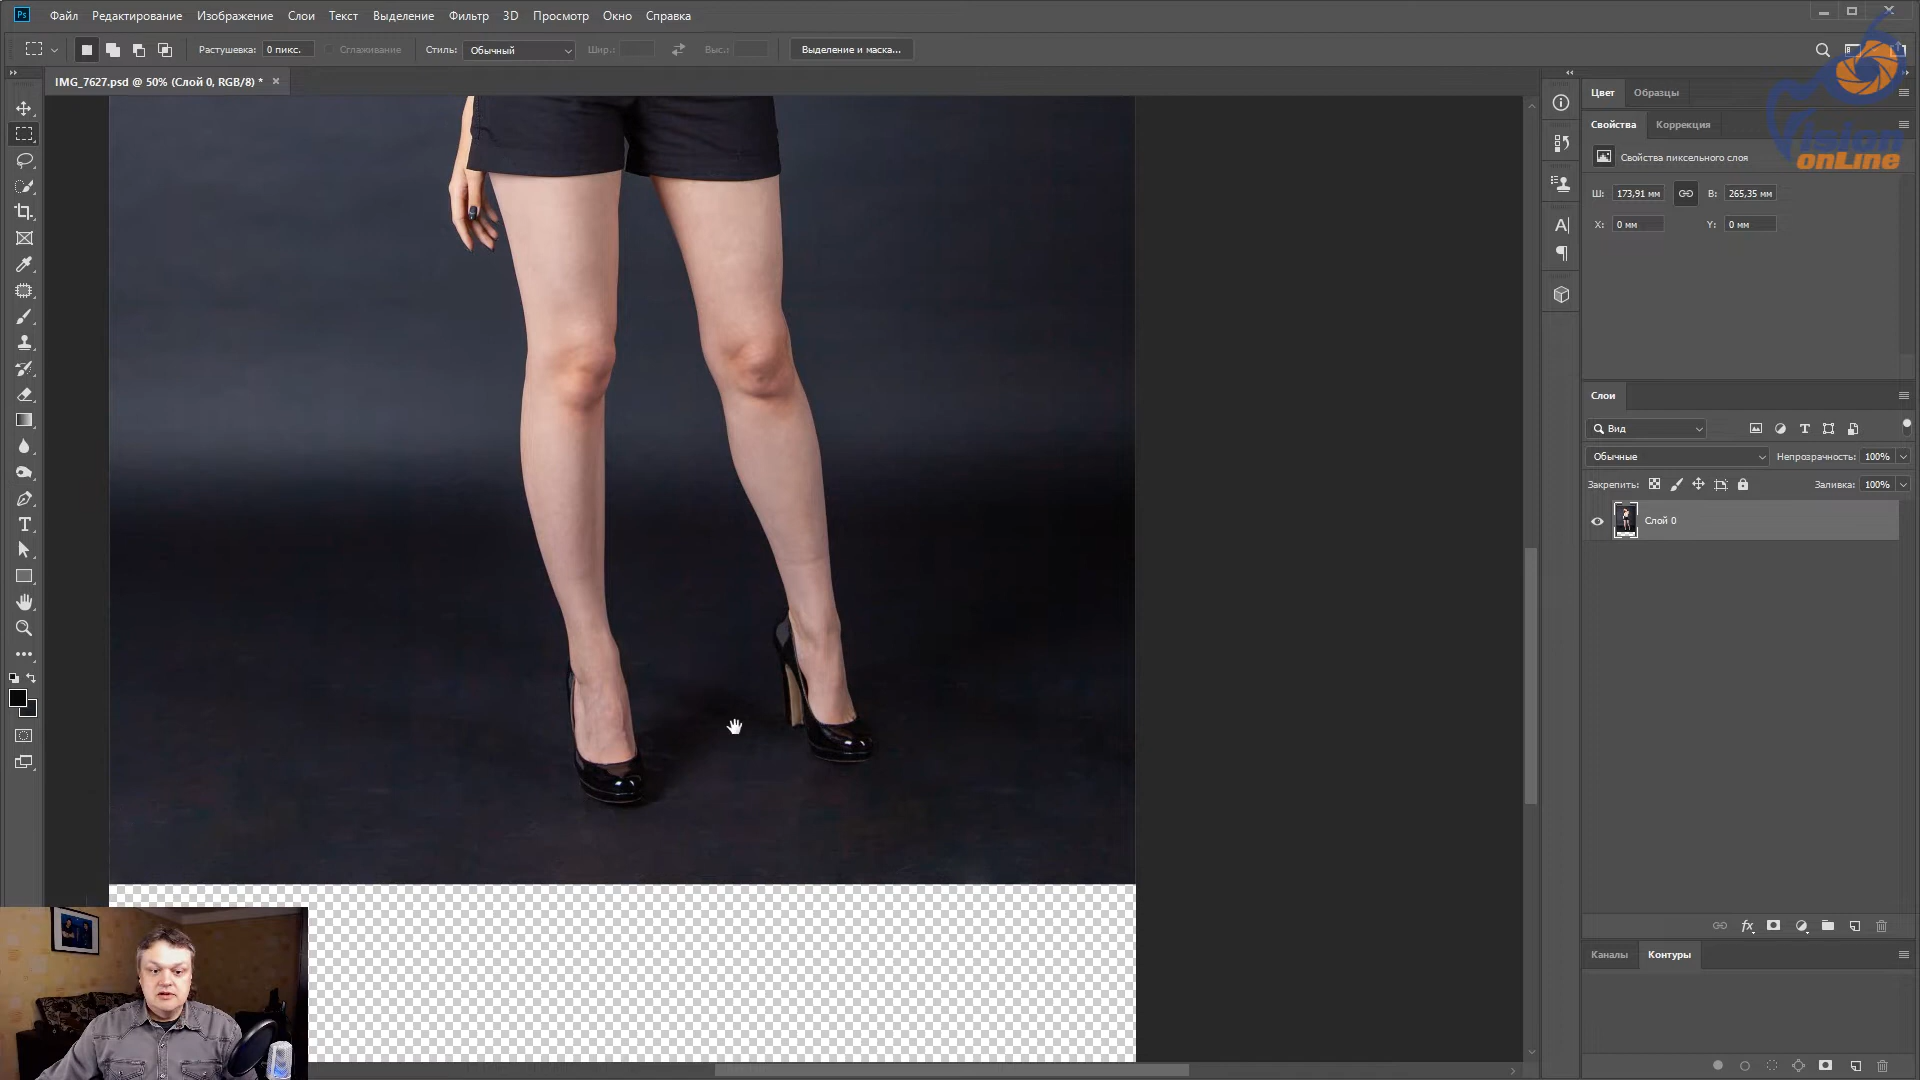 Ps Файл Редактирование Изображение Слои Текст Выделение Фильтр 3D Просмотр Окно Справка
Растушевка: 0 пикс. Сглаживание Стиль: Обычный Шир.: Выс.: Выделение и маска...
IMG_7627.psd @ 50% (Слой 0, RGB/8) *
Цвет Образцы
Свойства Коррекция
ision
onLine
Свойства пиксельного слоя
Ш: 173,91 мм В: 265,35 мм
X: 0 мм Y: 0 мм
Слои
Вид
Обычные Непрозрачность: 100%
Закрепить: Заливка: 100%
Слой 0
fx
Каналы Контуры